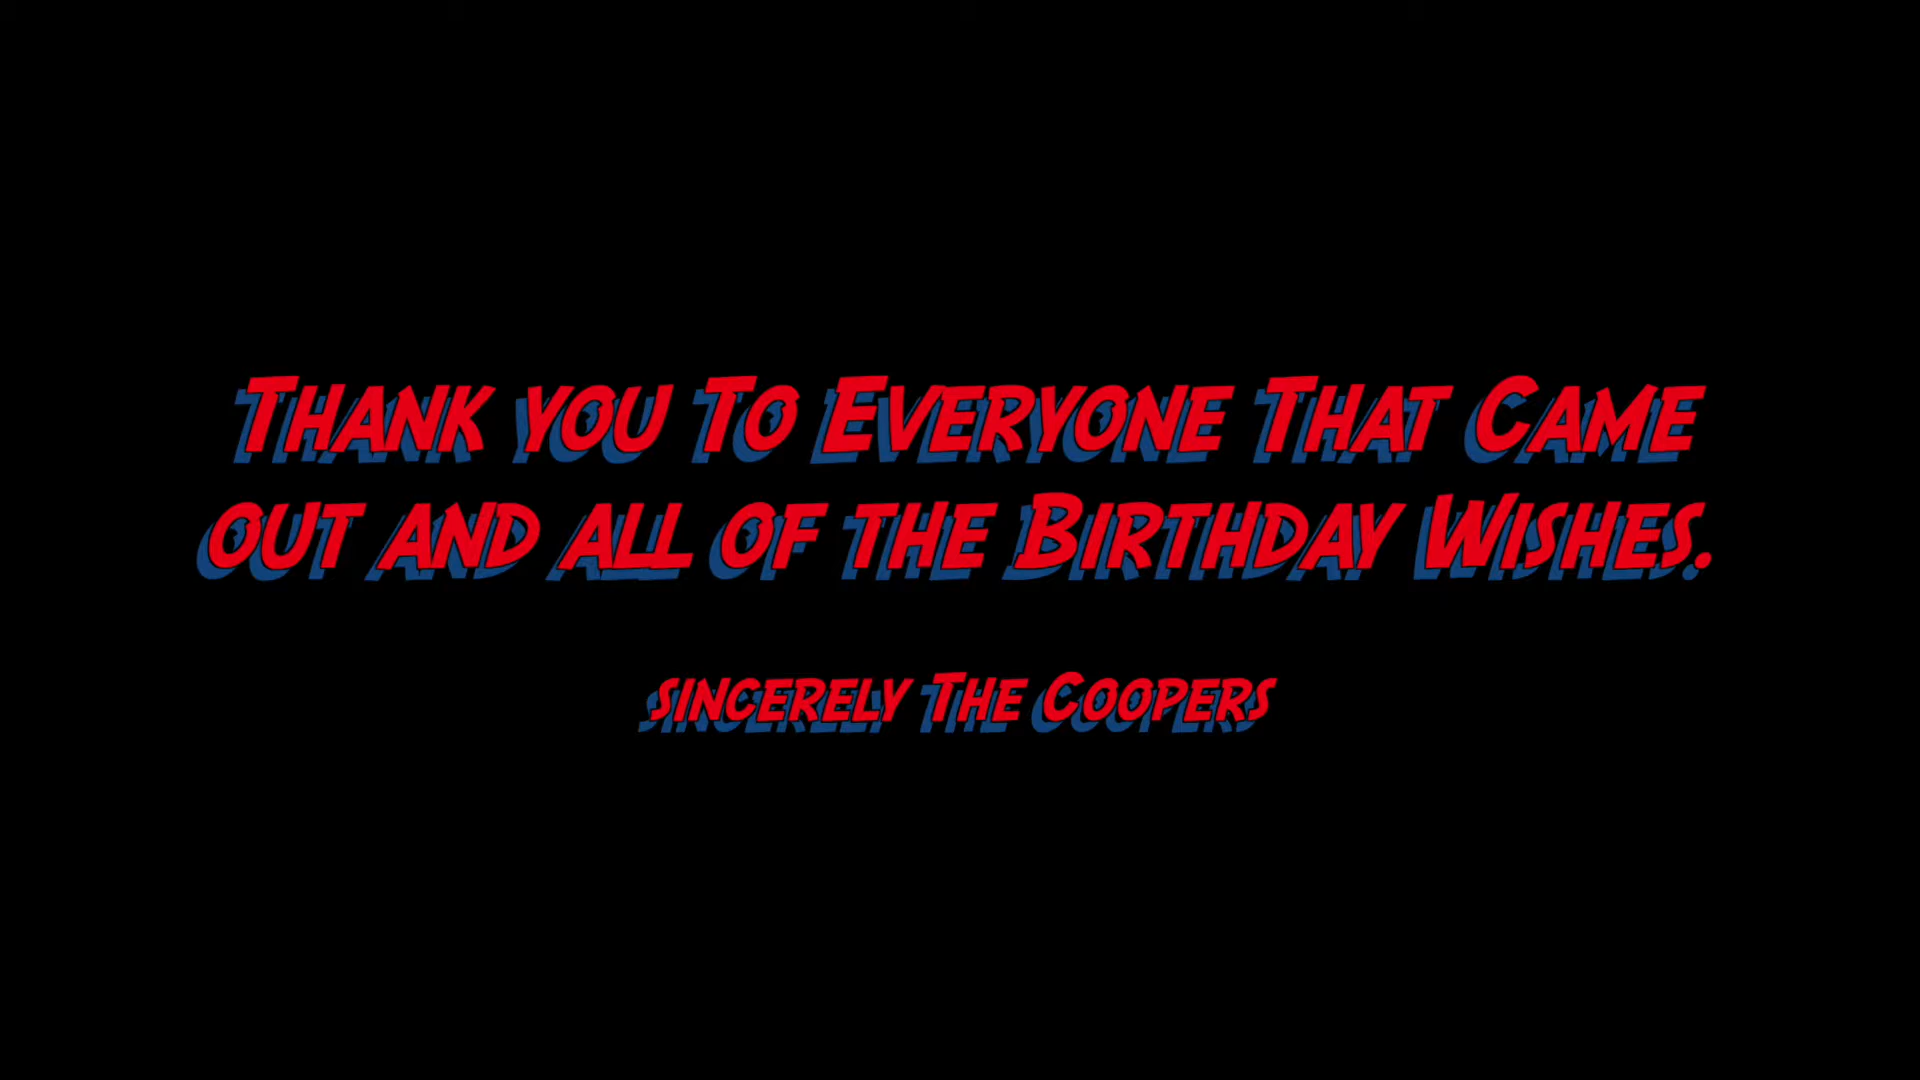 Thank you To Everyone That Came
out and all of the Birthday Wishes.
sincerely The Coopers